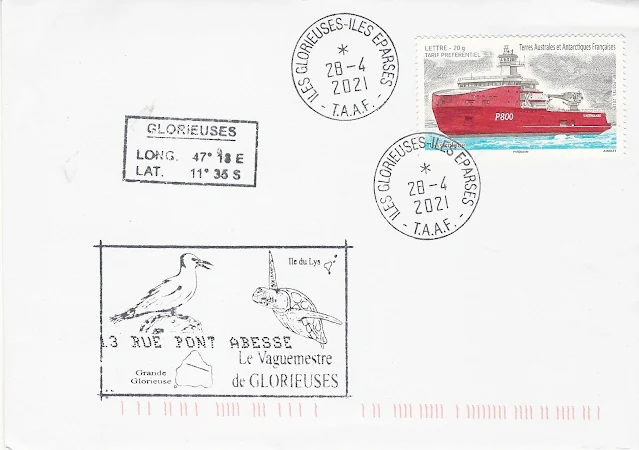 ILES GLORIEUSES-ILES EPARSES
*
28-4
2021
- T.A.A.F. -
LETTRE - 20 g
TARIF PREFERENTIEL
Terres Australes et Antarctiques Françaises
P800
L'Astrolabe
ILES GLORIEUSES-ILES EPARSES
*
28-4
2021
- T.A.A.F. -
GLORIEUSES
LONG. 47° 18 E
LAT. 11° 36 S
Ile du Lys
13 RUE PONT ABESSE
Le Vaguemestre
de GLORIEUSES
Grande
Glorieuse